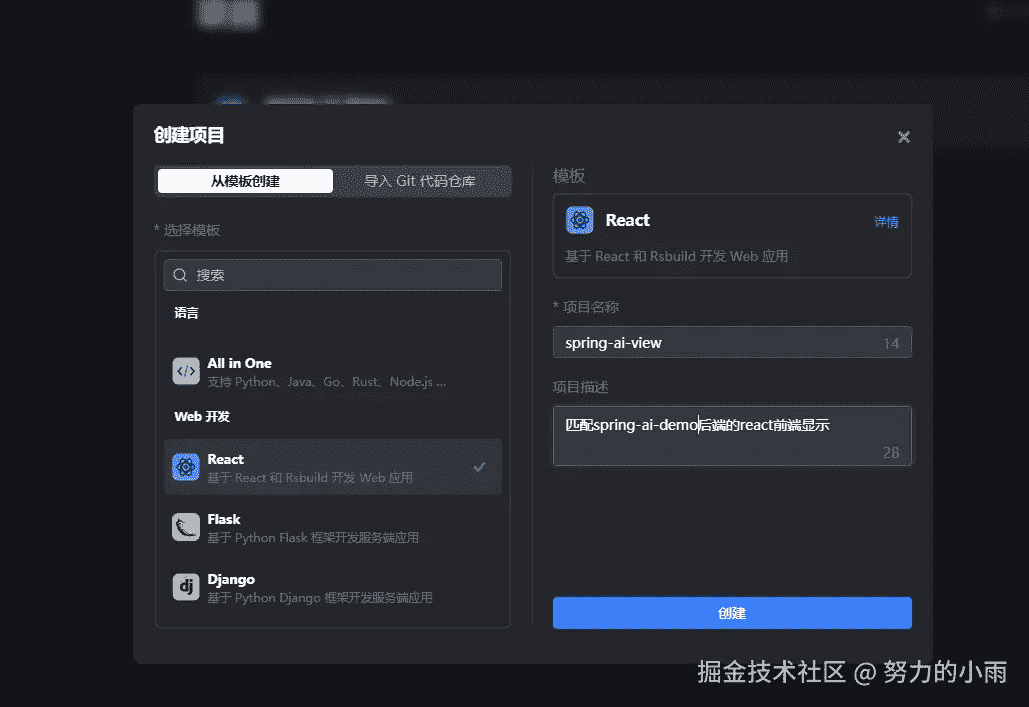 创建项目
从模板创建
导入 Git 代码仓库
* 选择模板
搜索
语言
All in One
支持 Python、Java、Go、Rust、Node.js ...
Web 开发
React
基于 React 和 Rsbuild 开发 Web 应用
Flask
基于 Python Flask 框架开发服务端应用
Django
基于 Python Django 框架开发服务端应用
模板
React
详情
基于 React 和 Rsbuild 开发 Web 应用
* 项目名称
spring-ai-view
14
项目描述
匹配spring-ai-demo后端的react前端显示
28
创建
掘金技术社区 @ 努力的小雨